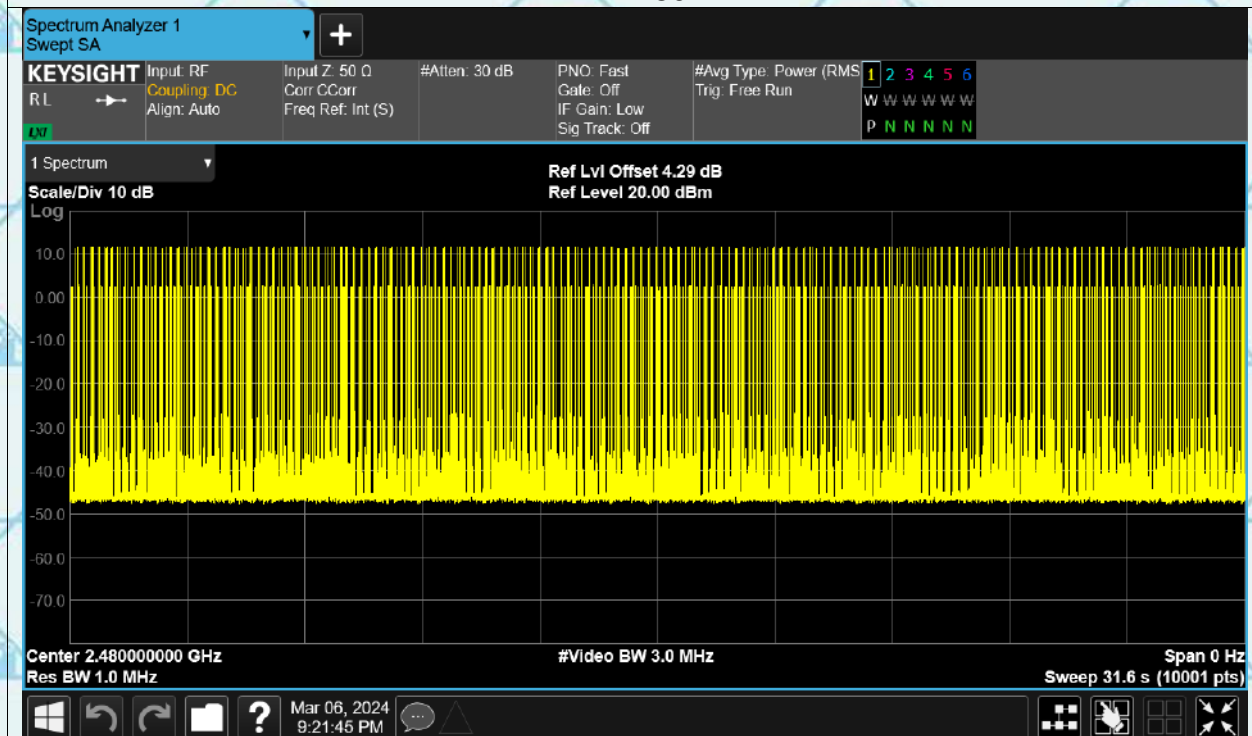 Spectrum Analyzer 1
Swept SA
+
KEYSIGHT
RL
LXI
Input: RF
Coupling: DC
Align: Auto
Input Z: 50 Ω
Corr CCorr
Freq Ref: Int (S)
#Atten: 30 dB
PNO: Fast
Gate: Off
IF Gain: Low
Sig Track: Off
#Avg Type: Power (RMS
Trig: Free Run
1 2 3 4 5 6
W W W W W W
P N N N N N
1 Spectrum
Scale/Div 10 dB
Ref Lvl Offset 4.29 dB
Ref Level 20.00 dBm
Log
10.0
0.00
-10.0
-20.0
-30.0
-40.0
-50.0
-60.0
-70.0
Center 2.480000000 GHz
#Video BW 3.0 MHz
Span 0 Hz
Res BW 1.0 MHz
Sweep 31.6 s (10001 pts)
?
Mar 06, 2024
9:21:45 PM